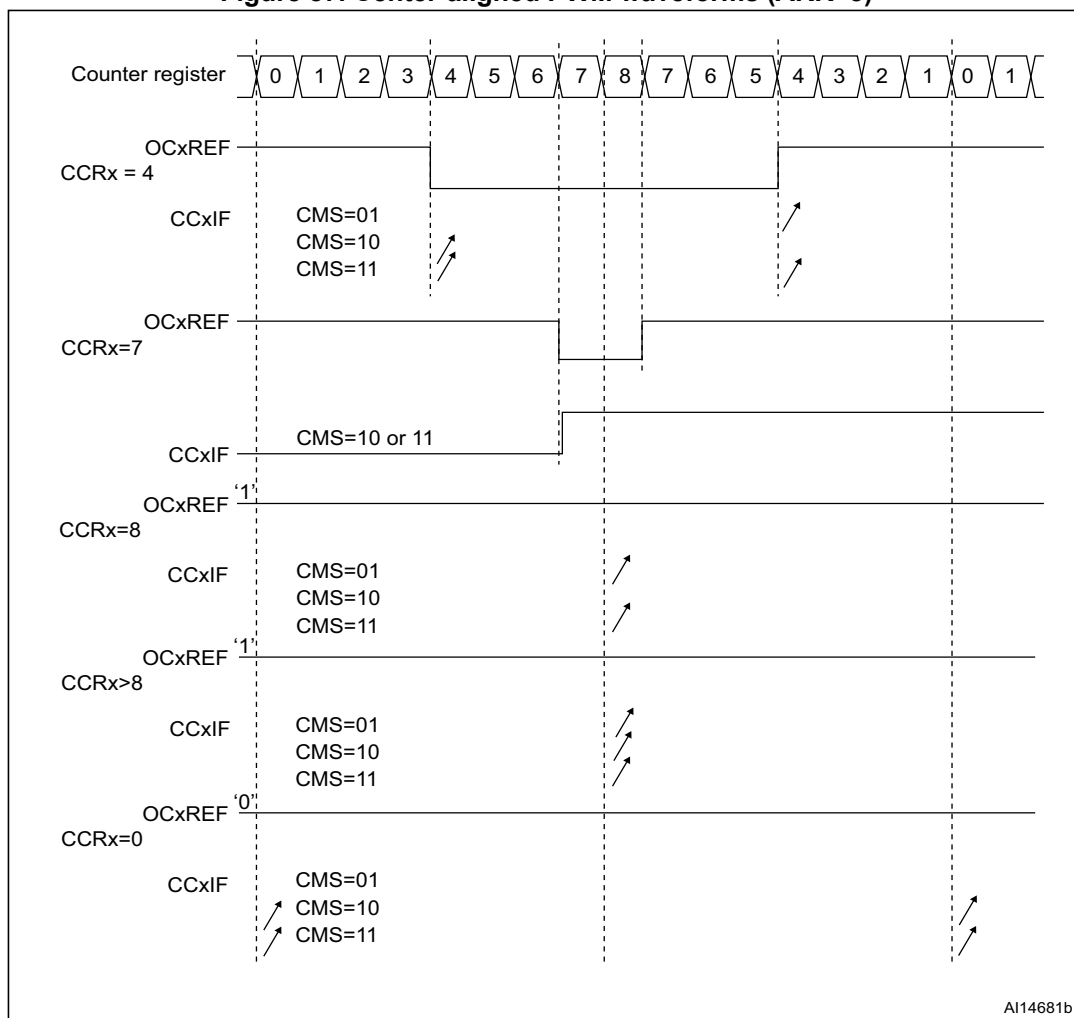 Counter register 0 1 2 3 4 5 6 7 8 7 6 5 4 3 2 1 0 1
OCxREF
CCRx = 4
CCxIF CMS=01
CMS=10
CMS=11
OCxREF
CCRx=7
CMS=10 or 11
CCxIF
OCxREF '1'
CCRx=8
CCxIF CMS=01
CMS=10
CMS=11
OCxREF '1'
CCRx>8
CCxIF CMS=01
CMS=10
CMS=11
OCxREF '0'
CCRx=0
CCxIF CMS=01
CMS=10
CMS=11
AI14681b